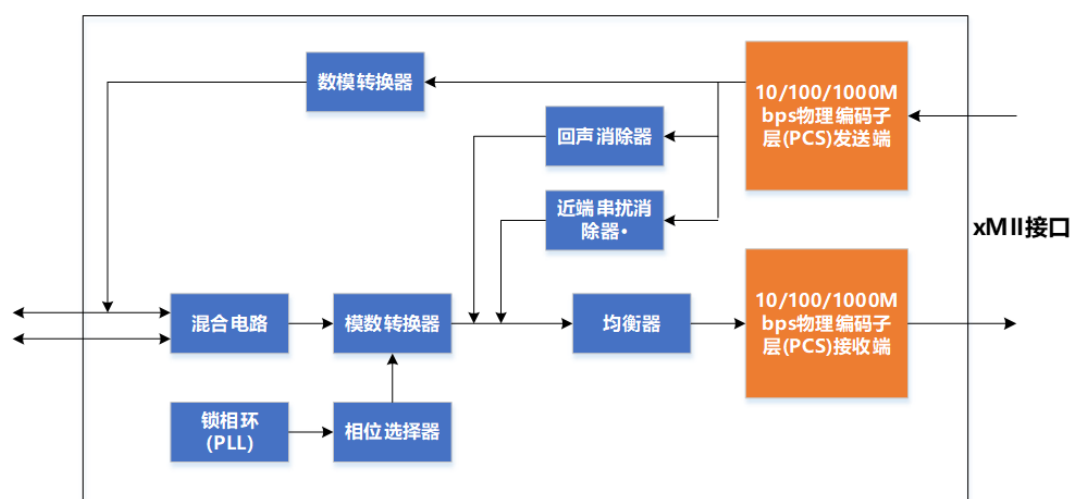 数模转换器
10/100/1000M
bps物理编码子
层(PCS)发送端
回声消除器
近端串扰消
除器•
xMII接口
混合电路
模数转换器
均衡器
10/100/1000M
bps物理编码子
层(PCS)接收端
锁相环
(PLL)
相位选择器